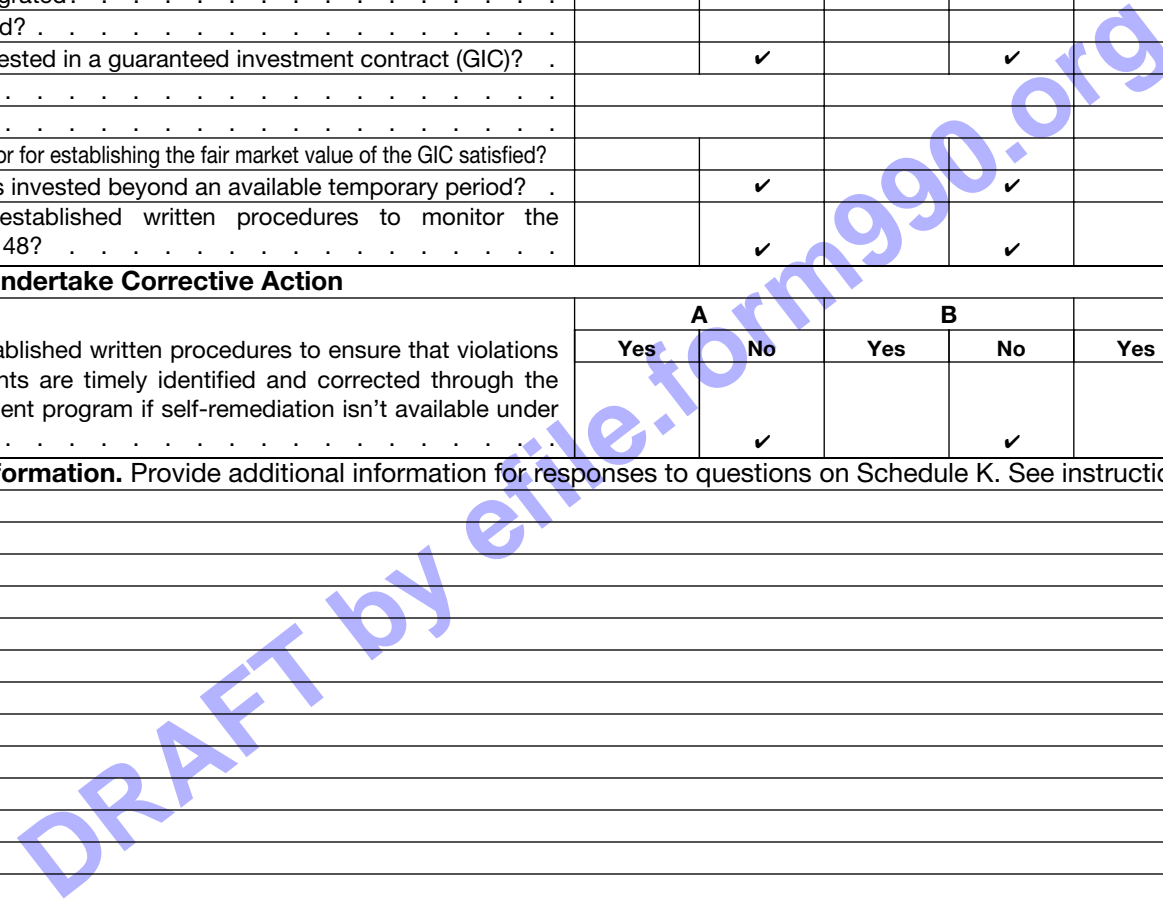 d? . . . . . . . . . . . . . . . . .
ested in a guaranteed investment contract (GIC)? . ✔ ✔
. . . . . . . . . . . . . . . . . .
. . . . . . . . . . . . . . . . . .
or for establishing the fair market value of the GIC satisfied?
s invested beyond an available temporary period? . ✔ ✔
established written procedures to monitor the
148? . . . . . . . . . . . . . . . . ✔ ✔
ndertake Corrective Action
A B
ablished written procedures to ensure that violations Yes No Yes No Yes
nts are timely identified and corrected through the
ent program if self-remediation isn't available under
. . . . . . . . . . . . . . . . . . ✔ ✔
formation. Provide additional information for responses to questions on Schedule K. See instructio
DRAFT by efile.form990.org